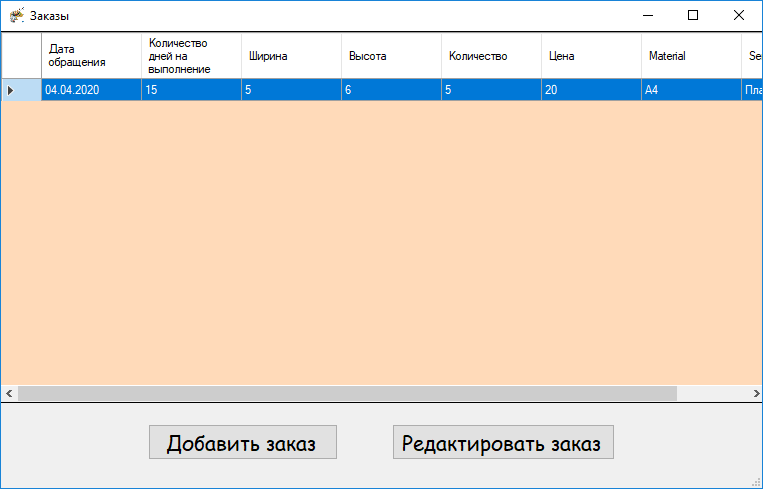 Заказы
Дата обращения
Количество дней на выполнение
Ширина
Высота
Количество
Цена
Material
Se
04.04.2020
15
5
6
5
20
A4
Пла
Добавить заказ
Редактировать заказ